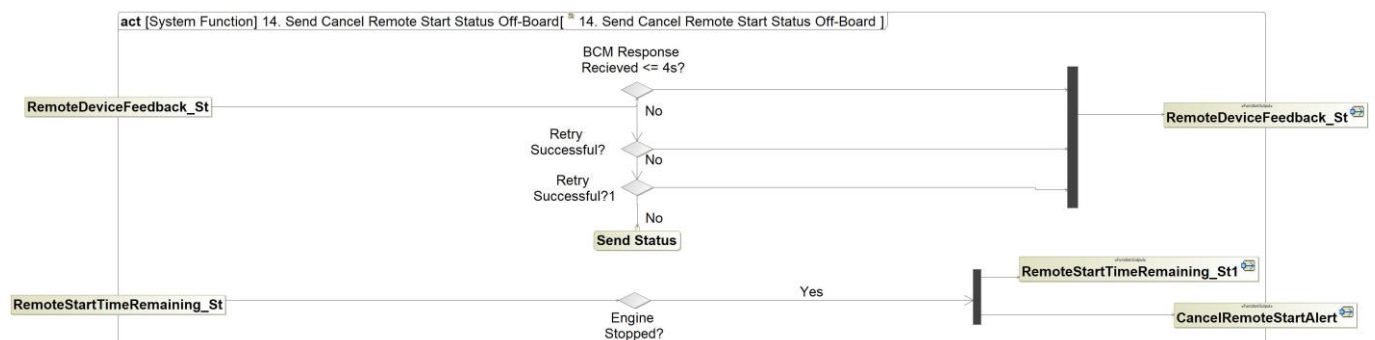 act [System Function] 14. Send Cancel Remote Start Status Off-Board[ 14. Send Cancel Remote Start Status Off-Board ]
BCM Response
Recieved <= 4s?
RemoteDeviceFeedback_St
No
RemoteDeviceFeedback_St
Retry
Successful?
No
Retry
Successful?1
No
Send Status
RemoteStartTimeRemaining_St1
Yes
RemoteStartTimeRemaining_St
Engine
Stopped?
CancelRemoteStartAlert